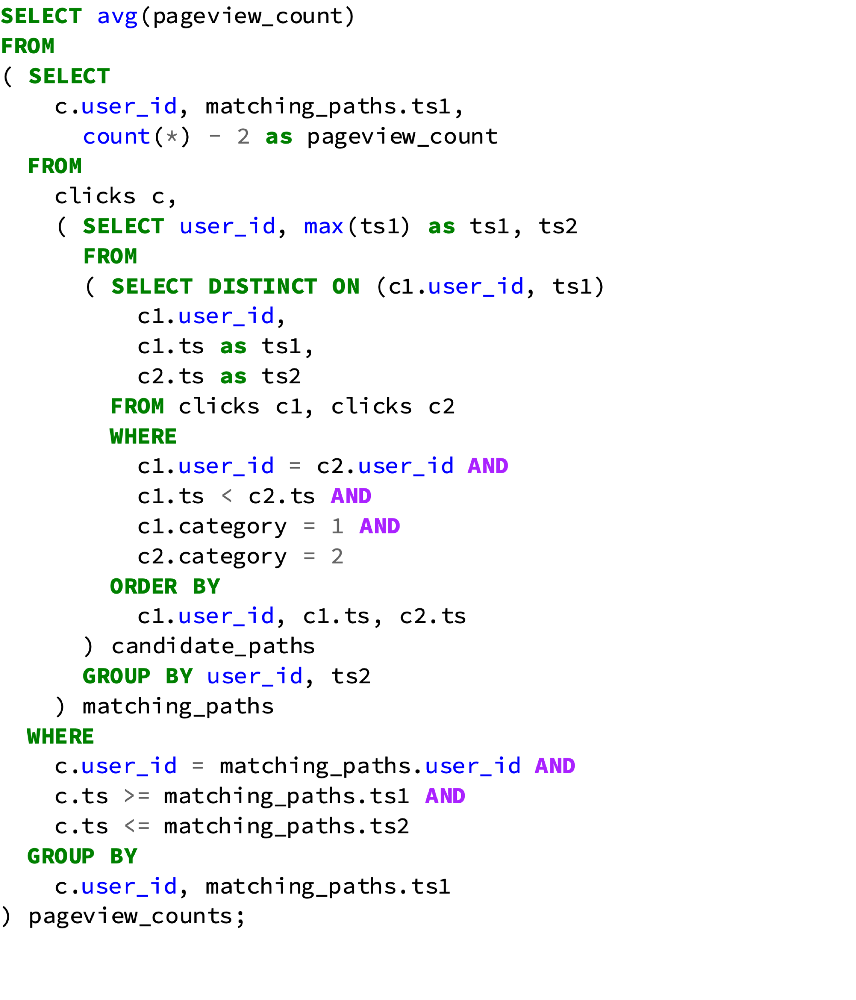 SELECT avg(pageview_count)
FROM
( SELECT
c.user_id, matching_paths.ts1,
count(*) - 2 as pageview_count
FROM
clicks c,
( SELECT user_id, max(ts1) as ts1, ts2
FROM
( SELECT DISTINCT ON (c1.user_id, ts1)
c1.user_id,
c1.ts as ts1,
c2.ts as ts2
FROM clicks c1, clicks c2
WHERE
c1.user_id = c2.user_id AND
c1.ts < c2.ts AND
c1.category = 1 AND
c2.category = 2
ORDER BY
c1.user_id, c1.ts, c2.ts
) candidate_paths
GROUP BY user_id, ts2
) matching_paths
WHERE
c.user_id = matching_paths.user_id AND
c.ts >= matching_paths.ts1 AND
c.ts <= matching_paths.ts2
GROUP BY
c.user_id, matching_paths.ts1
) pageview_counts;